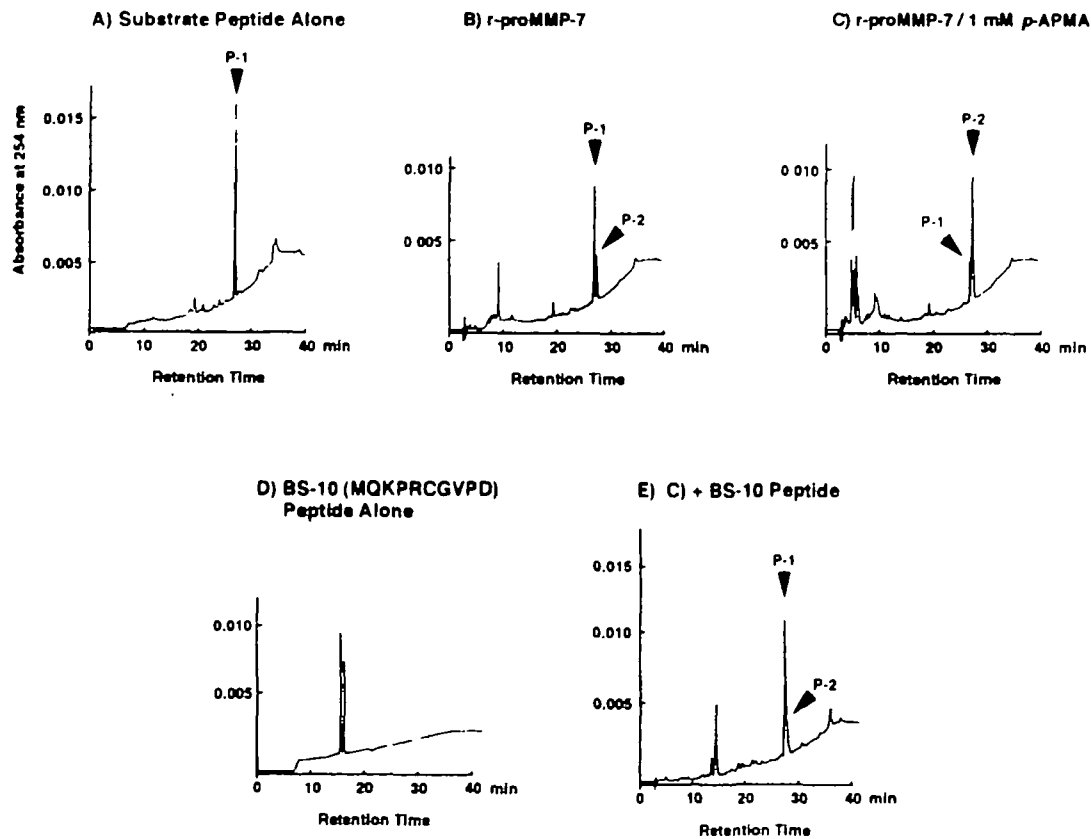 A) Substrate Peptide Alone
P-1
Absorbance at 254 nm
0.015
0.010
0.005
0 10 20 30 40 min
Retention Time
B) r-proMMP-7
P-1
P-2
0.010
0 005
0 10 20 30 40 min
Retention Time
C) r-proMMP-7 / 1 mM p-APMA
P-2
P-1
0.010
0 005
0 10 20 30 40 min
Retention Time
D) BS-10 (MQKPRCGVPD)
Peptide Alone
0.010
0.005
0 10 20 30 40 min
Retention Time
E) C) + BS-10 Peptide
P-1
P-2
0.015
0.010
0.005
0 10 20 30 40 min
Retention Time